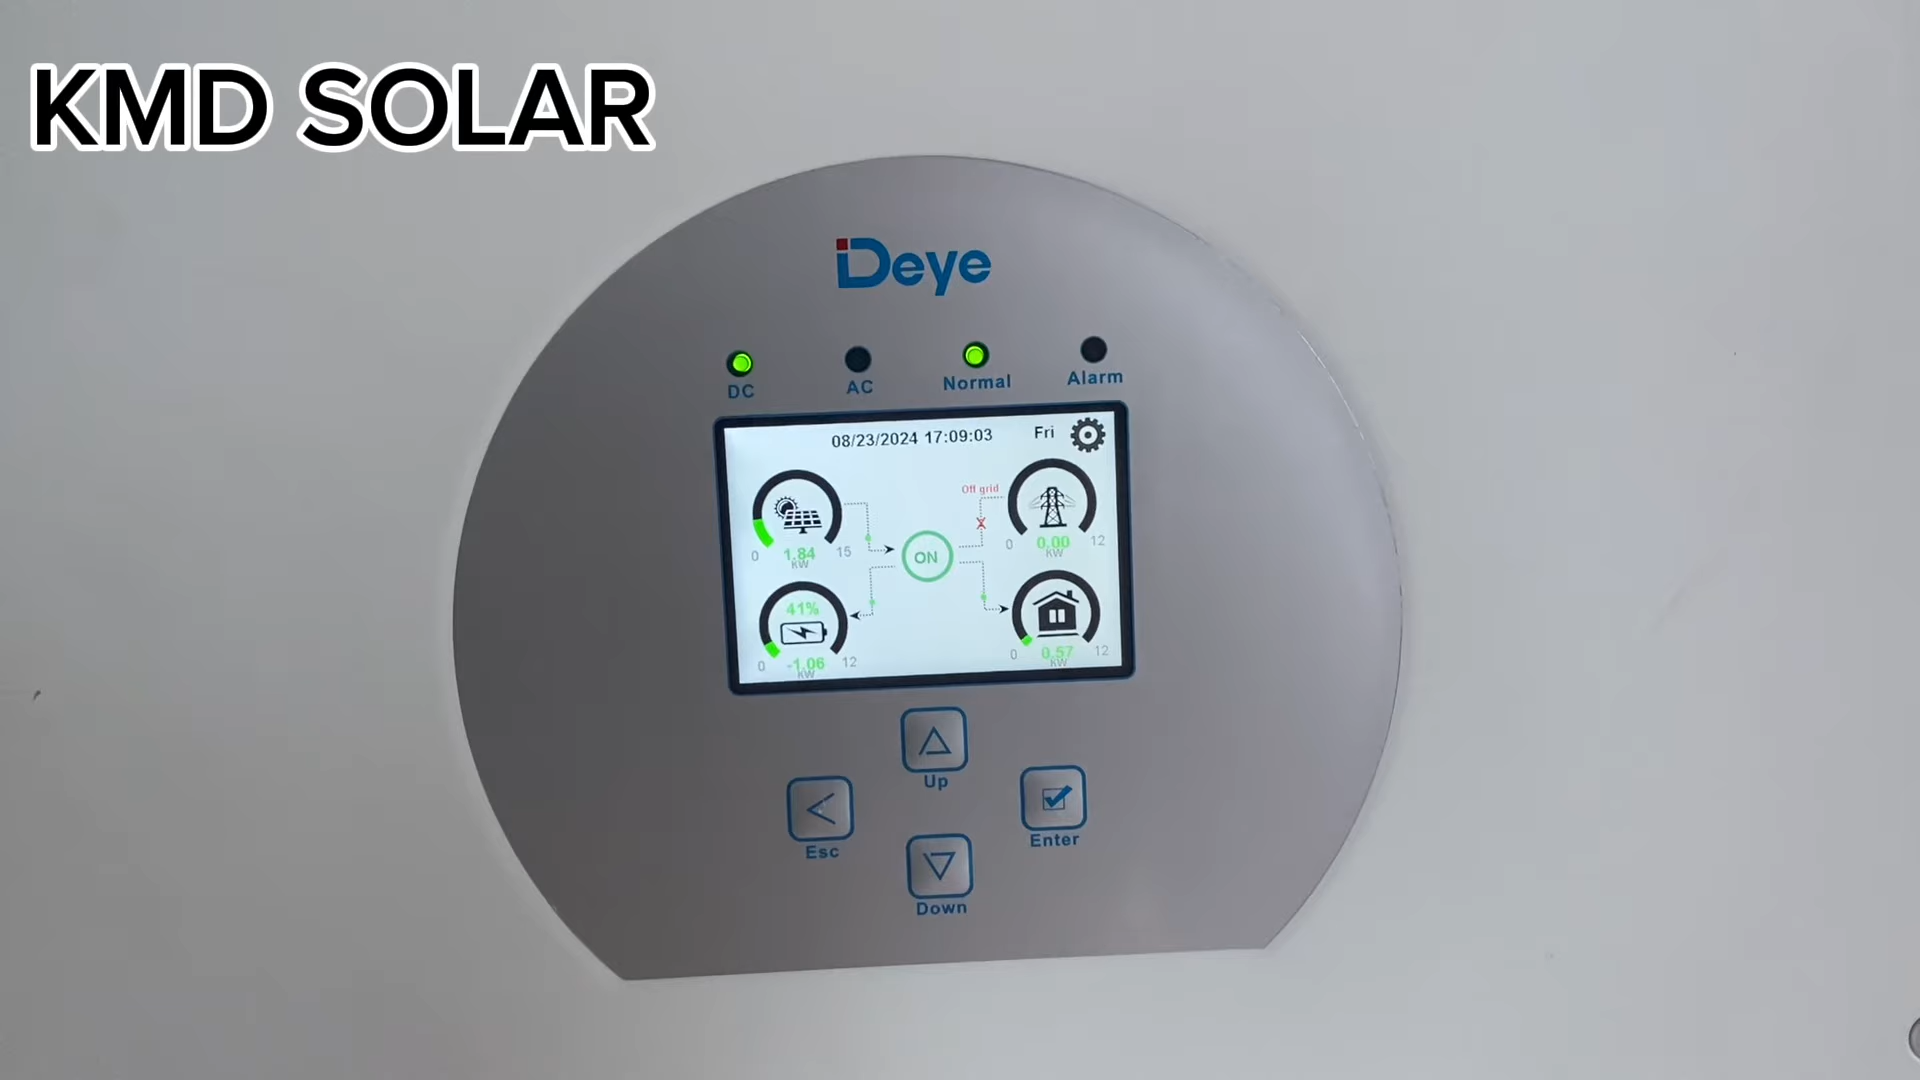 KMD SOLAR
Deye
DC AC Normal Alarm
08/23/2024 17:09:03 Fri
Off grid
0 1.84 15
KW
ON
0 0.00 12
KW
41%
0 -1.06 12
KW
0 0.57 12
KW
Up
Esc
Enter
Down